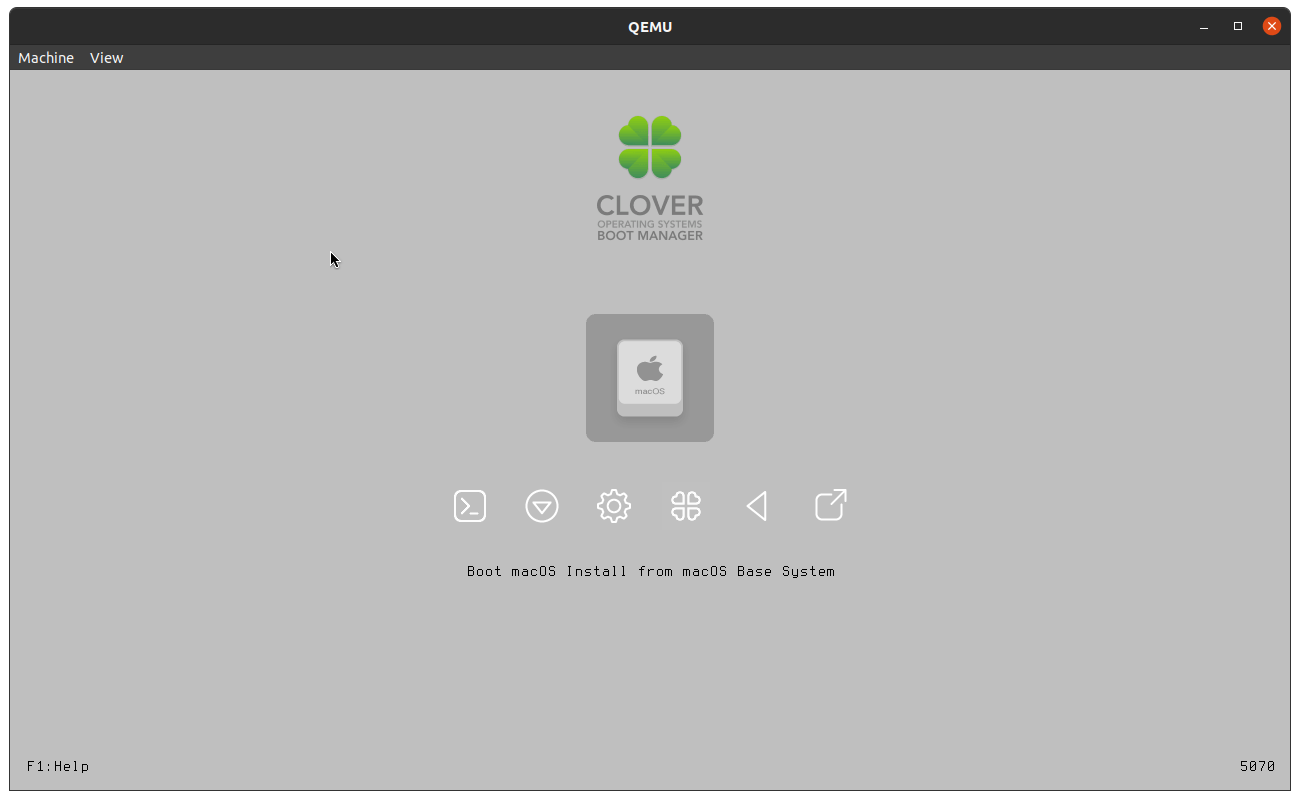 QEMU
Machine View
CLOVER
OPERATING SYSTEMS
BOOT MANAGER
macOS
Boot macOS Install from macOS Base System
F1:Help 5070